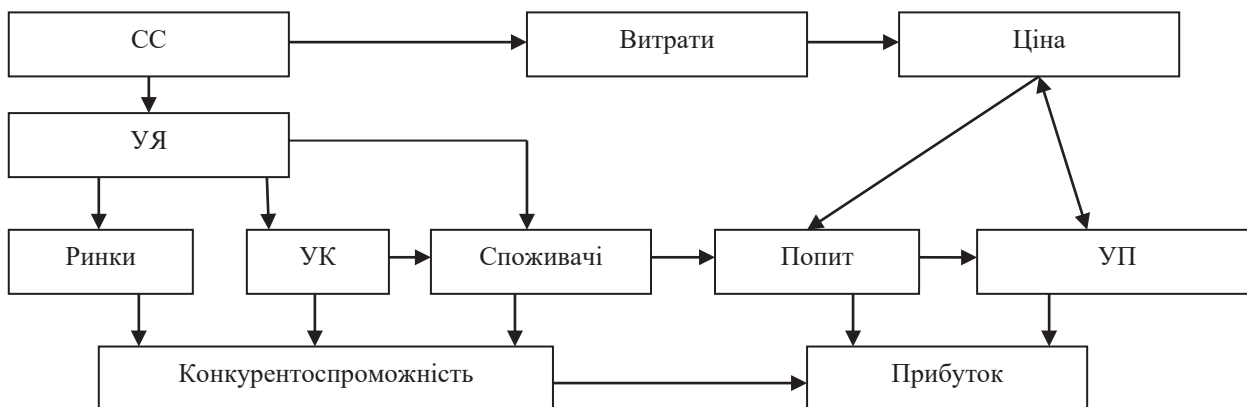 СС
Витрати
Ціна
УЯ
Ринки
УК
Споживачі
Попит
УП
Конкурентоспроможність
Прибуток